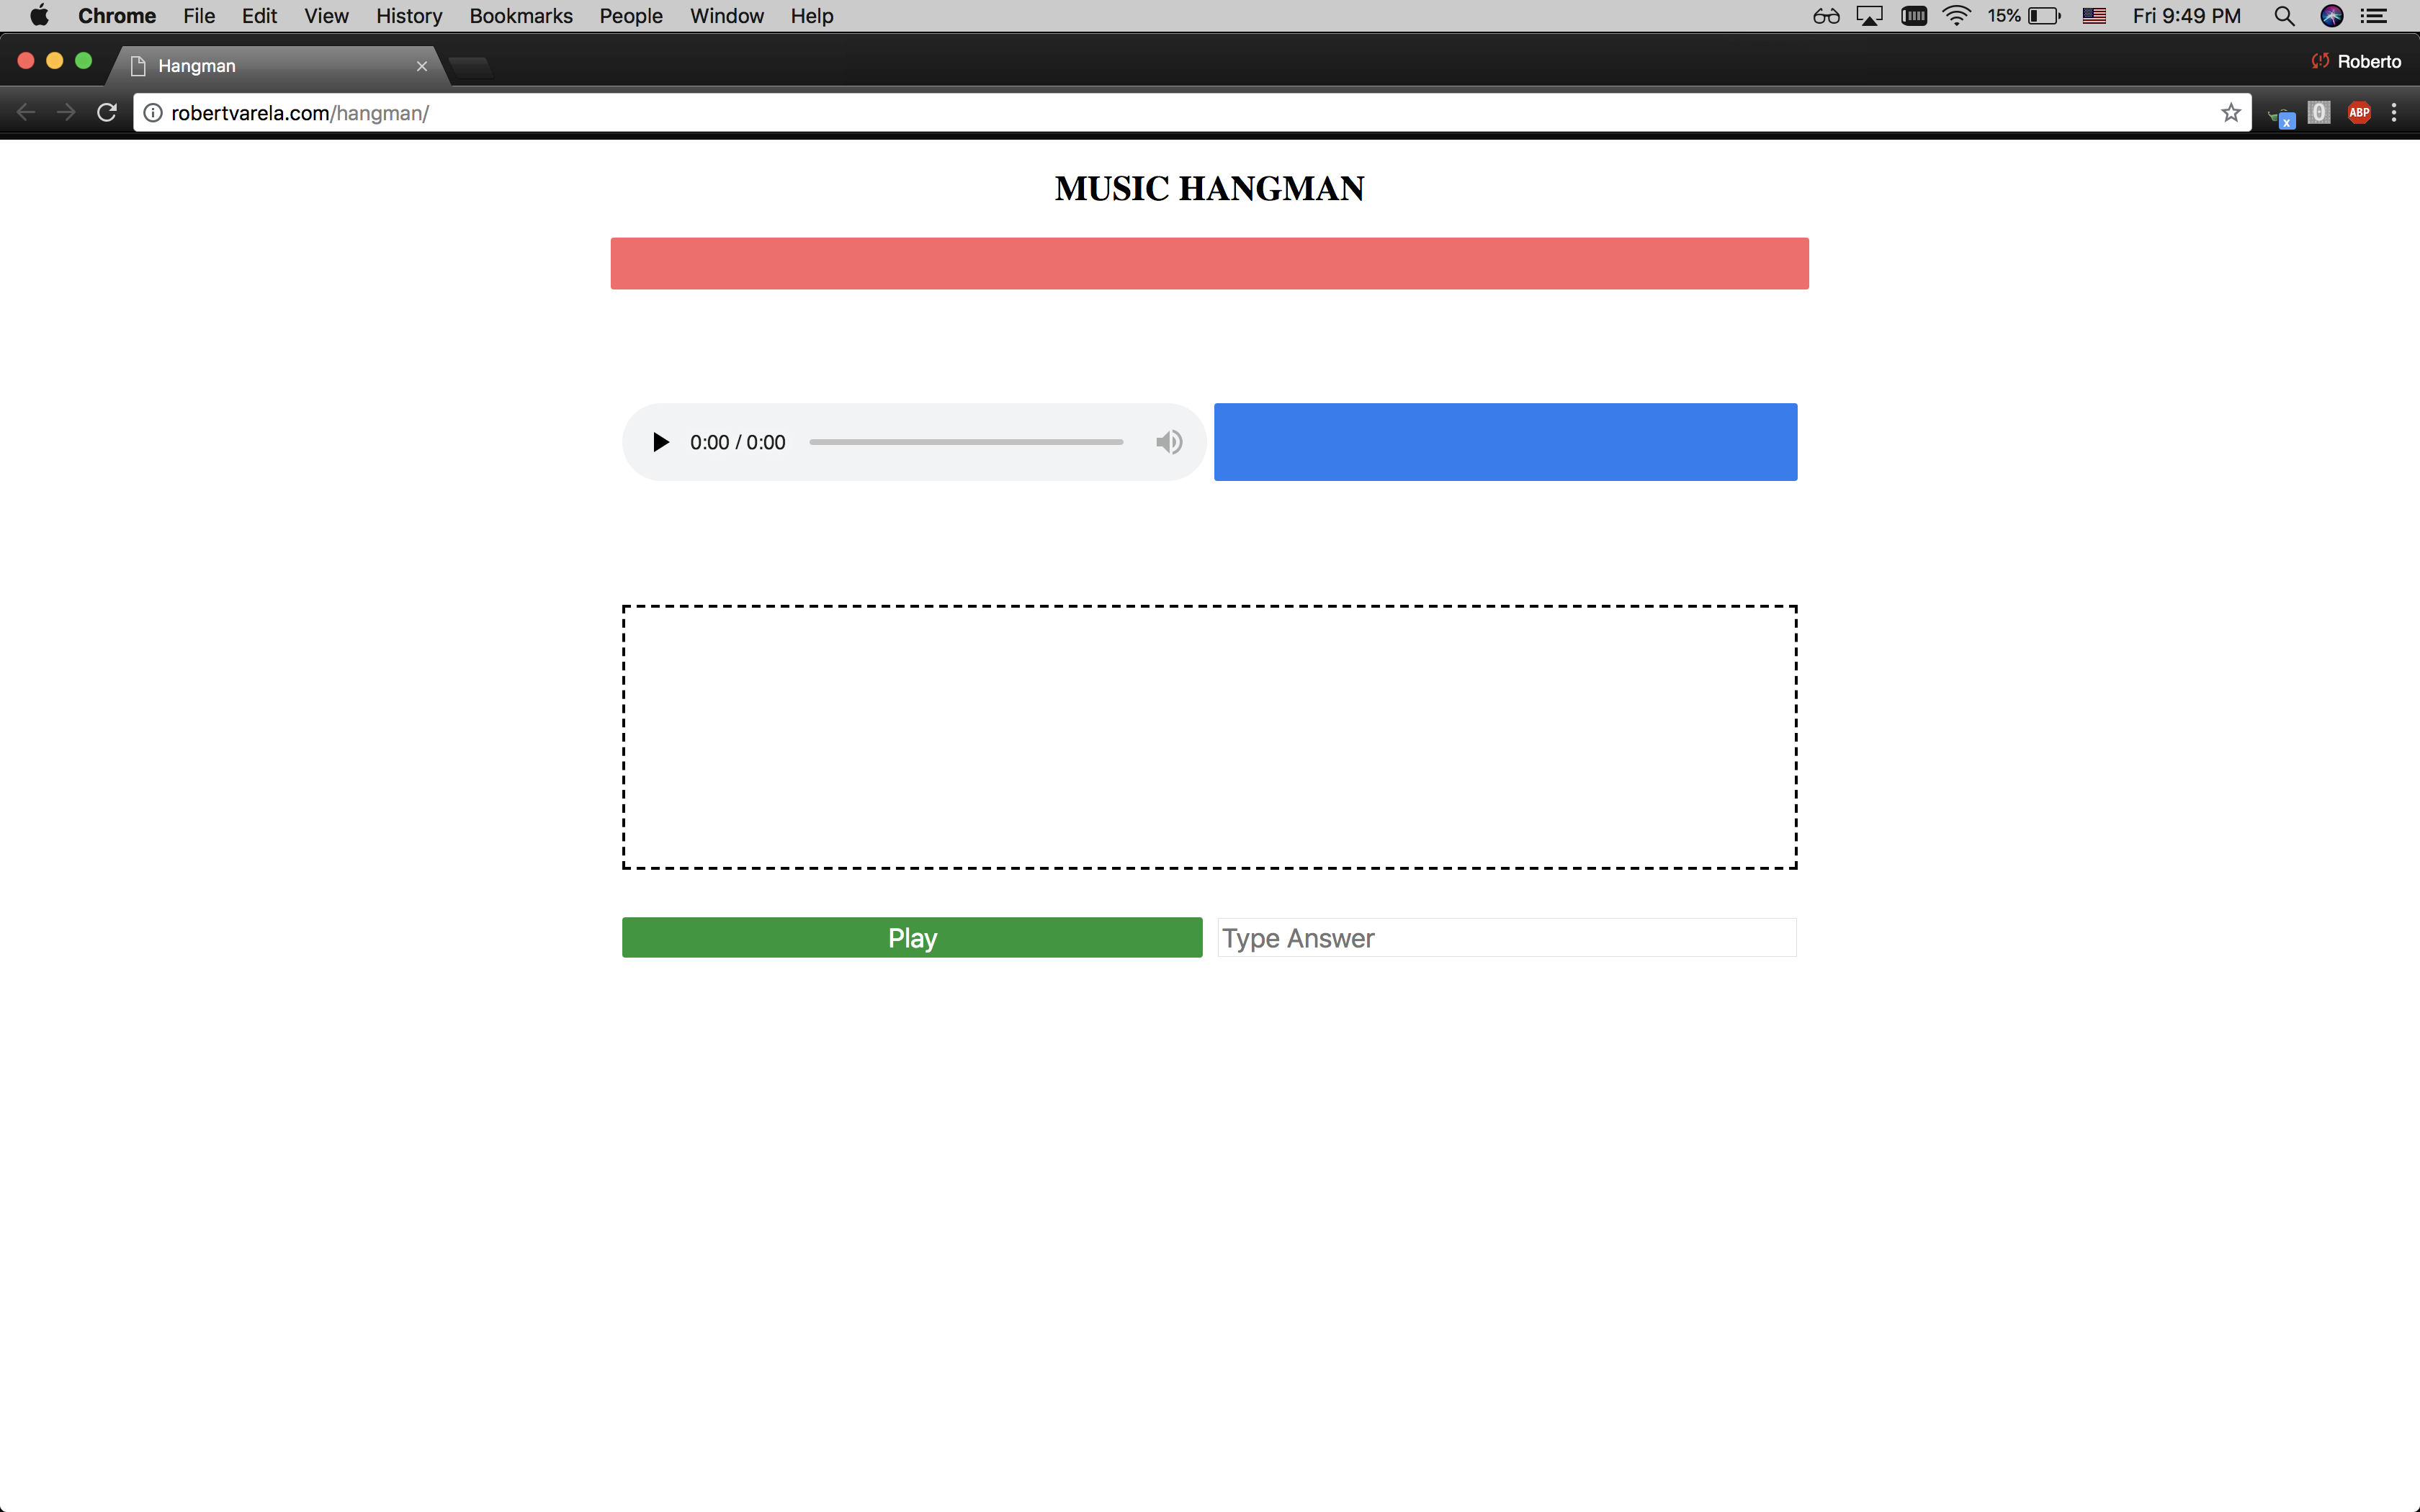 Chrome File Edit View History Bookmarks People Window Help 15% Fri 9:49 PM
Hangman Roberto
robertvarela.com/hangman/ x 0 ABP
MUSIC HANGMAN
0:00 / 0:00
Play Type Answer